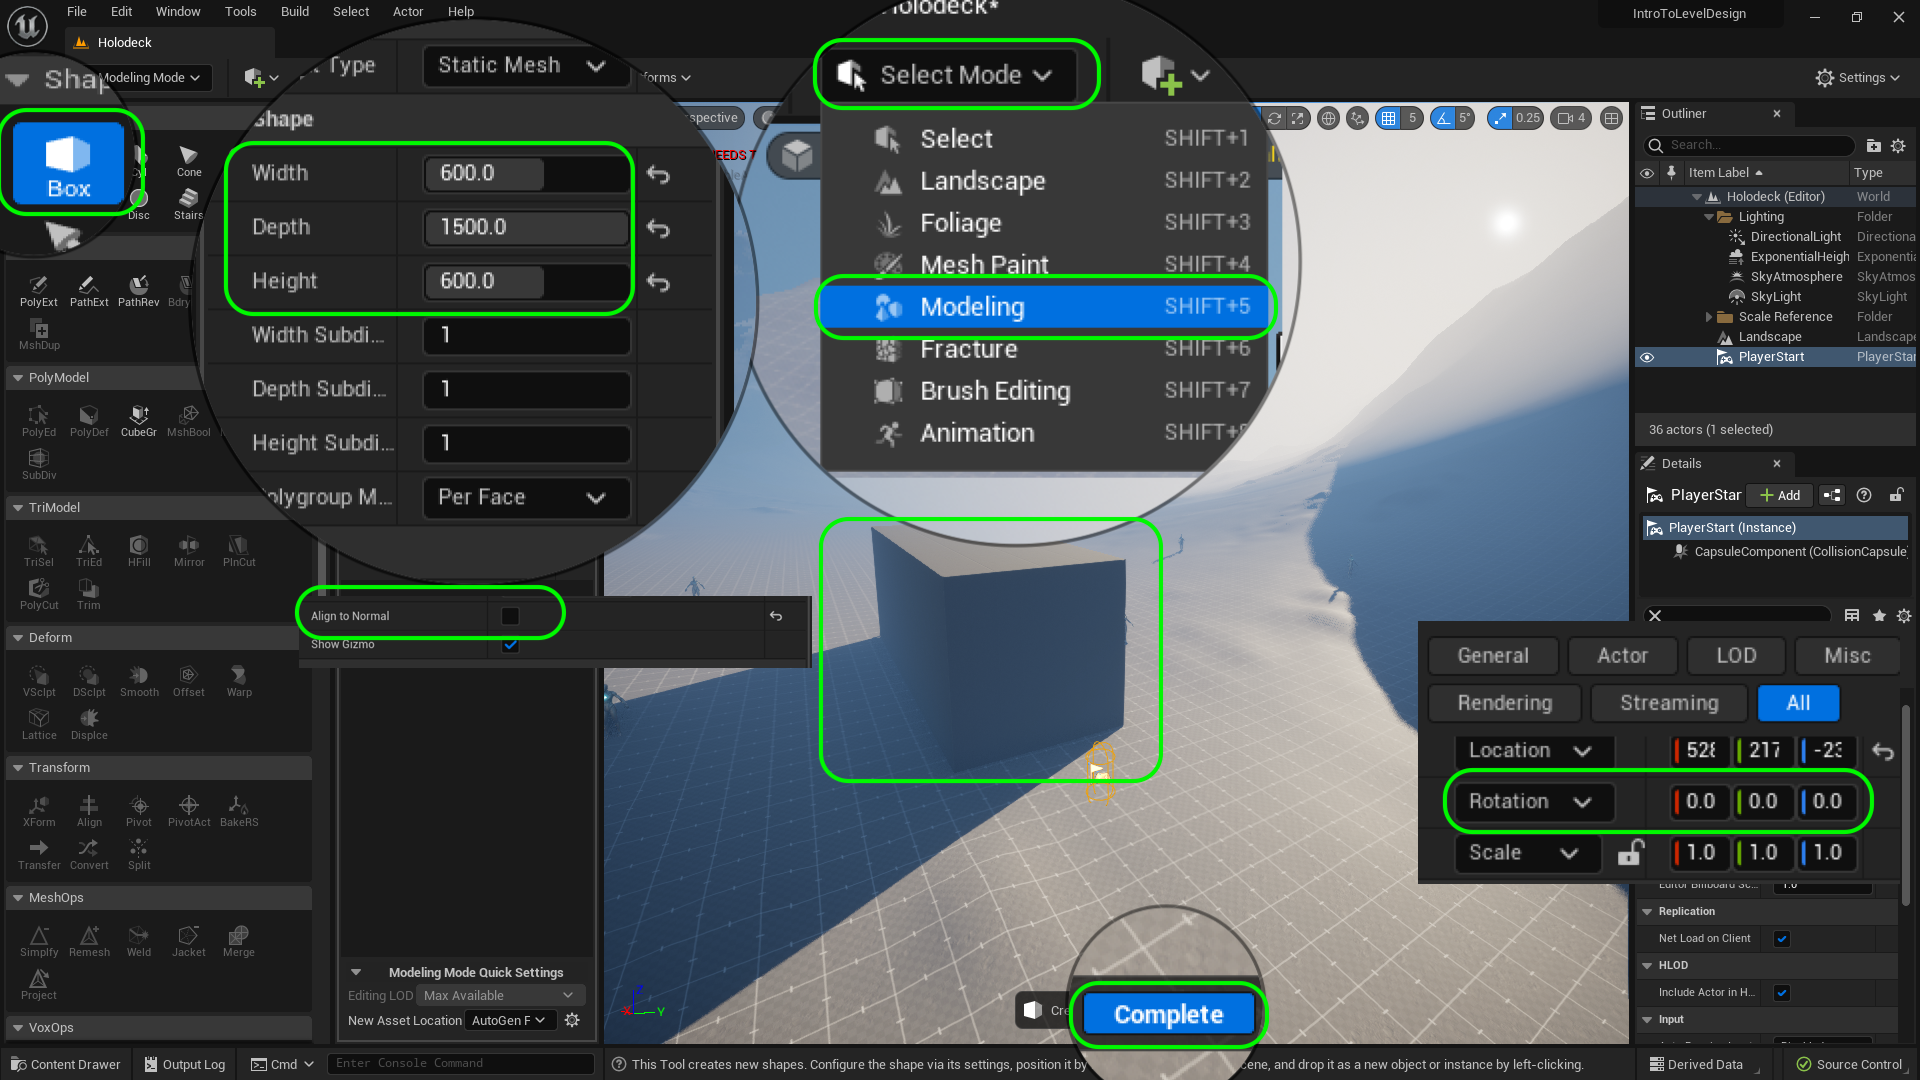 File Edit Window Tools Build Select Actor Help
IntroToLevelDesign
Holodeck
Holodeck*
Modeling Mode
Settings
Type
Static Mesh
Select Mode
Shape
Box
Cone
Disc
Stairs
Shape
Width 600.0
Depth 1500.0
Height 600.0
Width Subdi... 1
Depth Subdi... 1
Height Subdi... 1
Polygroup M... Per Face
Select SHIFT+1
Landscape SHIFT+2
Foliage SHIFT+3
Mesh Paint SHIFT+4
Modeling SHIFT+5
Fracture SHIFT+6
Brush Editing SHIFT+7
Animation SHIFT+8
5 5° 0.25 4
Outliner
Search...
Item Label Type
Holodeck (Editor) World
Lighting Folder
DirectionalLight Directiona
ExponentialHeigh Exponentia
SkyAtmosphere SkyAtmos
SkyLight SkyLight
Scale Reference Folder
Landscape Landscape
PlayerStart PlayerStar
36 actors (1 selected)
Details
PlayerStar Add
PlayerStart (Instance)
CapsuleComponent (CollisionCapsule)
PolyExt PathExt PathRev Bdry
MshDup
PolyModel
PolyEd PolyDef CubeGr MshBool
SubDiv
TriModel
TriSel TriEd HFill Mirror PlnCut
PolyCut Trim
Deform
VSclpt DSclpt Smooth Offset Warp
Lattice Displce
Transform
XForm Align Pivot PivotAct BakeRS
Transfer Convert Split
MeshOps
Simplfy Remesh Weld Jacket Merge
Project
VoxOps
Align to Normal
Show Gizmo
General Actor LOD Misc
Rendering Streaming All
Location 528 217 -23
Rotation 0.0 0.0 0.0
Scale 1.0 1.0 1.0
Replication
Net Load on Client
HLOD
Include Actor in H...
Input
Modeling Mode Quick Settings
Editing LOD Max Available
New Asset Location AutoGen F
X Y Z
Cre
Complete
Content Drawer Output Log Cmd Enter Console Command
This Tool creates new shapes. Configure the shape via its settings, position it by
ene, and drop it as a new object or instance by left-clicking.
Derived Data Source Control